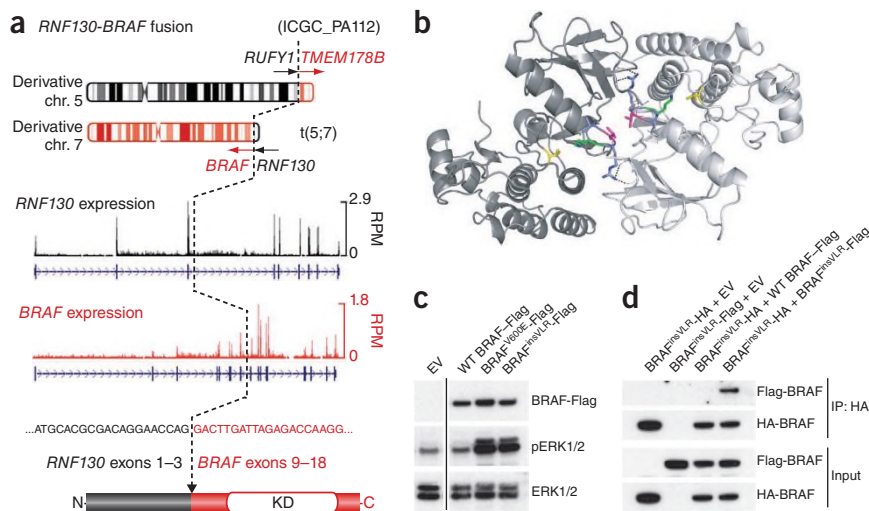 a
RNF130-BRAF fusion
(ICGC_PA112)
RUFY1
TMEM178B
Derivative
chr. 5
Derivative
chr. 7
t(5;7)
BRAF
RNF130
RNF130 expression
2.9
RPM
0
BRAF expression
1.8
RPM
0
...ATGCACGCGACAGGAACCAG GACTTGATTAGAGACCAAGG...
RNF130 exons 1–3
BRAF exons 9–18
N
KD
C
b
c
EV
WT BRAF–Flag
BRAFV600E-Flag
BRAFinsVLR-Flag
BRAF-Flag
pERK1/2
ERK1/2
d
BRAFinsVLR-HA + EV
BRAFinsVLR-Flag + EV
BRAFinsVLR-HA + WT BRAF–Flag
BRAFinsVLR-HA + BRAFinsVLR-Flag
Flag-BRAF
HA-BRAF
IP: HA
Flag-BRAF
HA-BRAF
Input